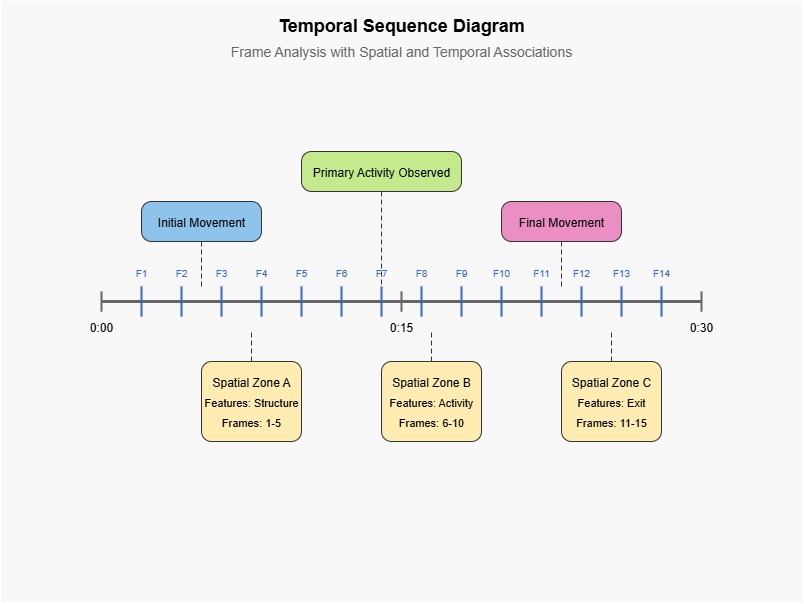 Temporal Sequence Diagram
Frame Analysis with Spatial and Temporal Associations
Primary Activity Observed
Initial Movement
Final Movement
F1 F2 F3 F4 F5 F6 F7 F8 F9 F10 F11 F12 F13 F14
0:00 0:15 0:30
Spatial Zone A
Features: Structure
Frames: 1-5
Spatial Zone B
Features: Activity
Frames: 6-10
Spatial Zone C
Features: Exit
Frames: 11-15